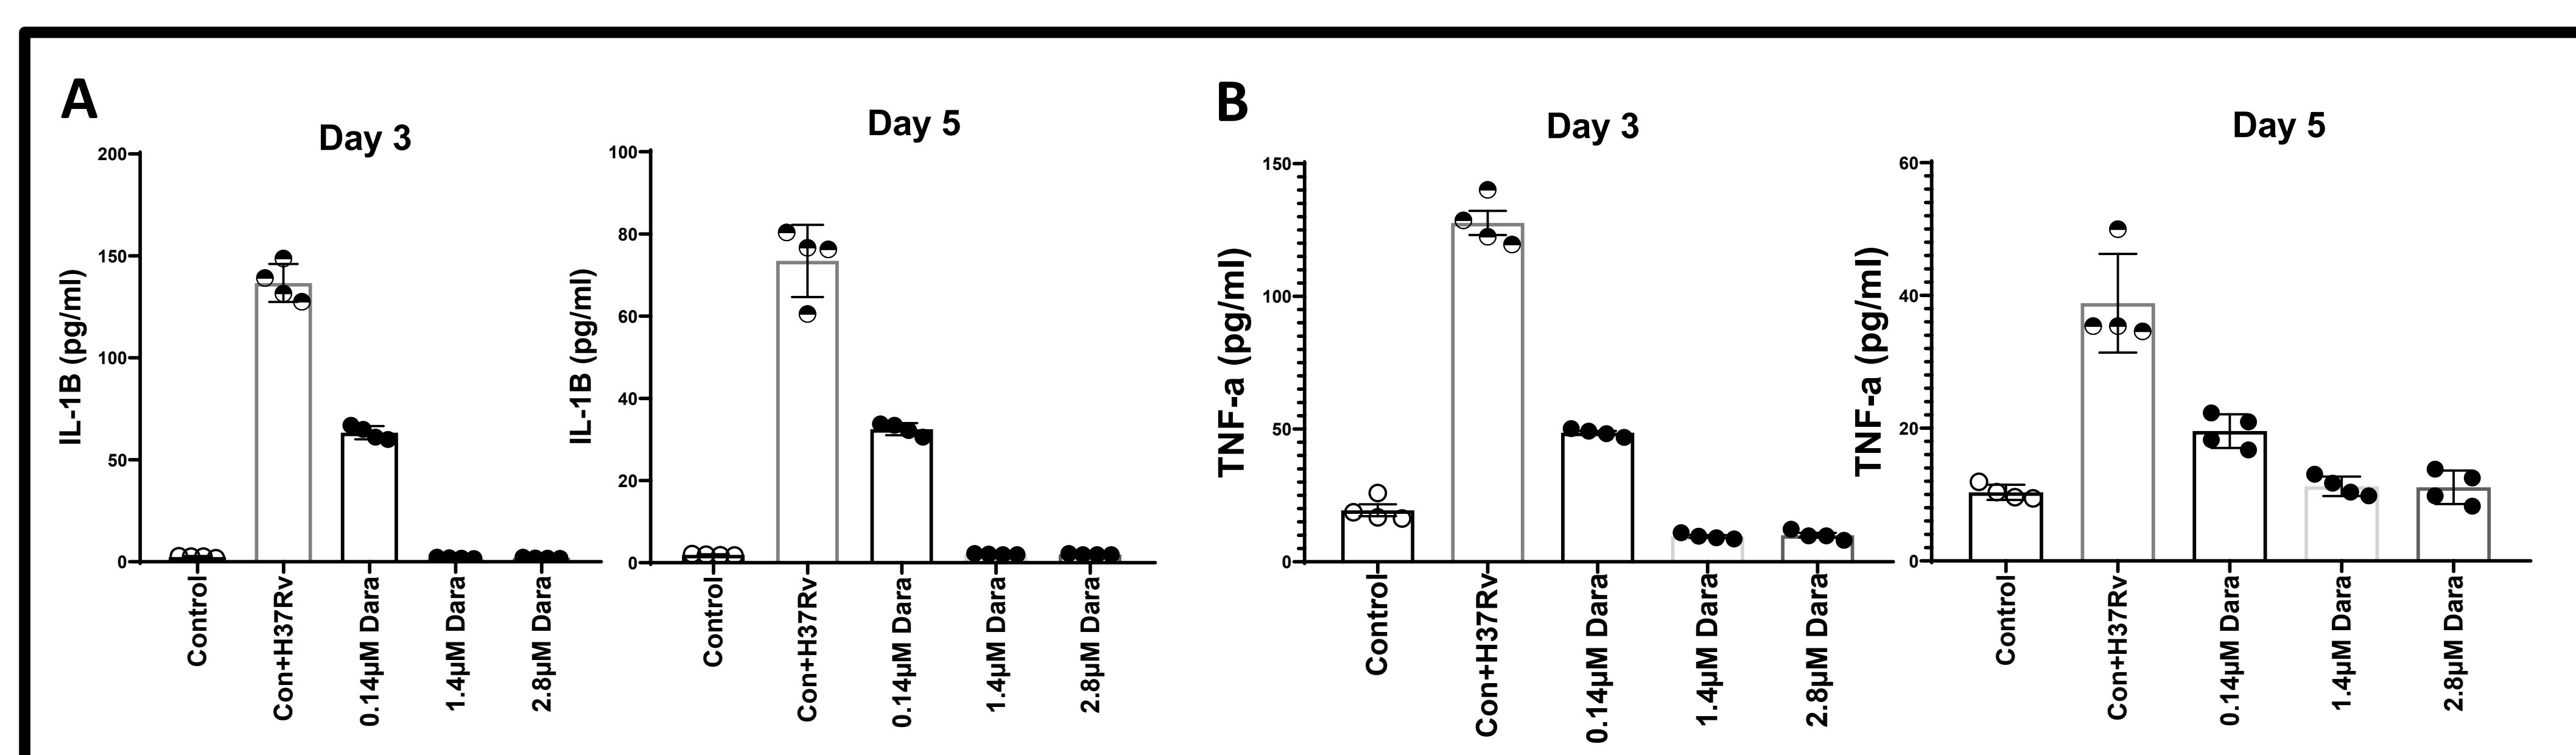 A
Day 3
IL-1B (pg/ml)
200
150
100
50
0
Control
Con+H37Rv
0.14µM Dara
1.4µM Dara
2.8µM Dara
Day 5
IL-1B (pg/ml)
100
80
60
40
20
0
Control
Con+H37Rv
0.14µM Dara
1.4µM Dara
2.8µM Dara
B
Day 3
TNF-a (pg/ml)
150
100
50
0
Control
Con+H37Rv
0.14µM Dara
1.4µM Dara
2.8µM Dara
Day 5
TNF-a (pg/ml)
60
40
20
0
Control
Con+H37Rv
0.14µM Dara
1.4µM Dara
2.8µM Dara